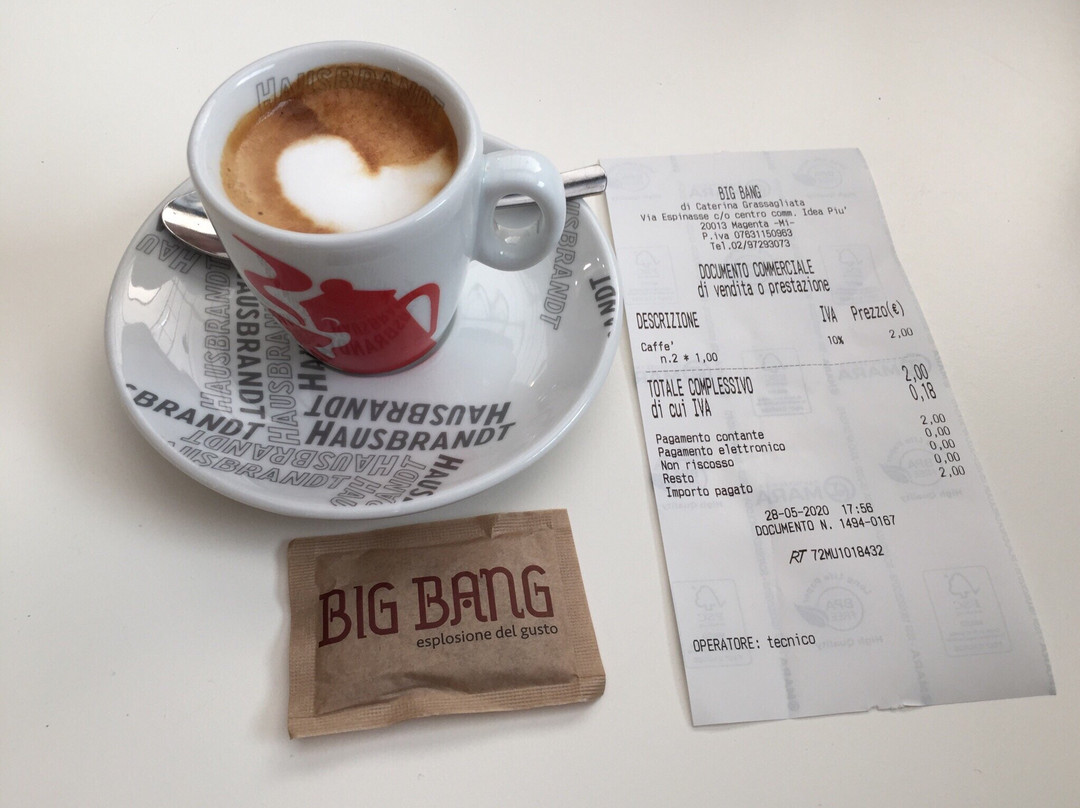 HAUSBRANDT
HAUSBRANDT
HAUSBRANDT
HAUSBRANDT
HAUSBRANDT
BIG BANG
esplosione del gusto
BIG BANG
di Caterina Grassagliata
Via Espinasse c/o centro comm. Idea Piu'
20013 Magenta -Mi-
P.iva 07631150963
Tel.02/97293073
DOCUMENTO COMMERCIALE
di vendita o prestazione
DESCRIZIONE IVA Prezzo(€)
Caffe' 10% 2,00
n.2 * 1,00
TOTALE COMPLESSIVO 2,00
di cui IVA 0,18
Pagamento contante 2,00
Pagamento elettronico 0,00
Non riscosso 0,00
Resto 0,00
Importo pagato 2,00
28-05-2020 17:56
DOCUMENTO N. 1494-0167
RT 72MU1018432
OPERATORE: tecnico